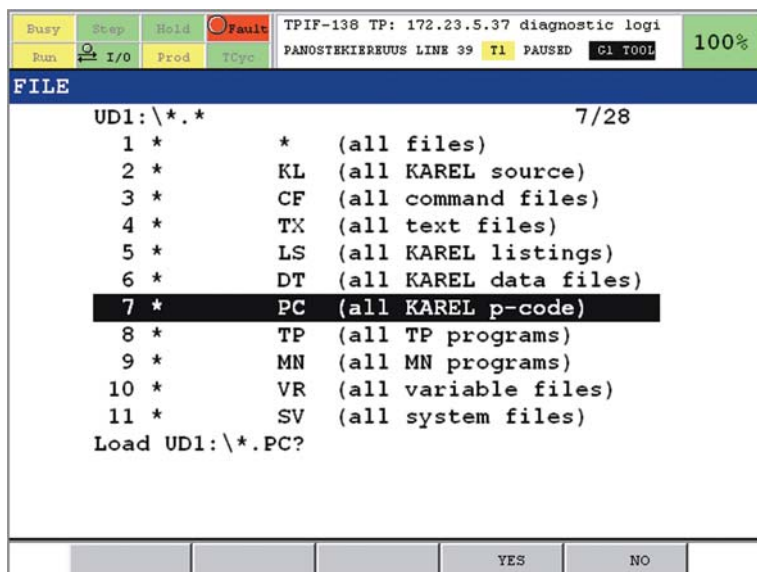 Busy Step Hold Fault TPIF-138 TP: 172.23.5.37 diagnostic logi
Run I/O Prod TCyc PANOSTEKIEREUUS LINE 39 T1 PAUSED G1 TOOL 100%
FILE
UD1:\*.* 7/28
1 * * (all files)
2 * KL (all KAREL source)
3 * CF (all command files)
4 * TX (all text files)
5 * LS (all KAREL listings)
6 * DT (all KAREL data files)
7 * PC (all KAREL p-code)
8 * TP (all TP programs)
9 * MN (all MN programs)
10 * VR (all variable files)
11 * SV (all system files)
Load UD1:\*.PC?
YES NO